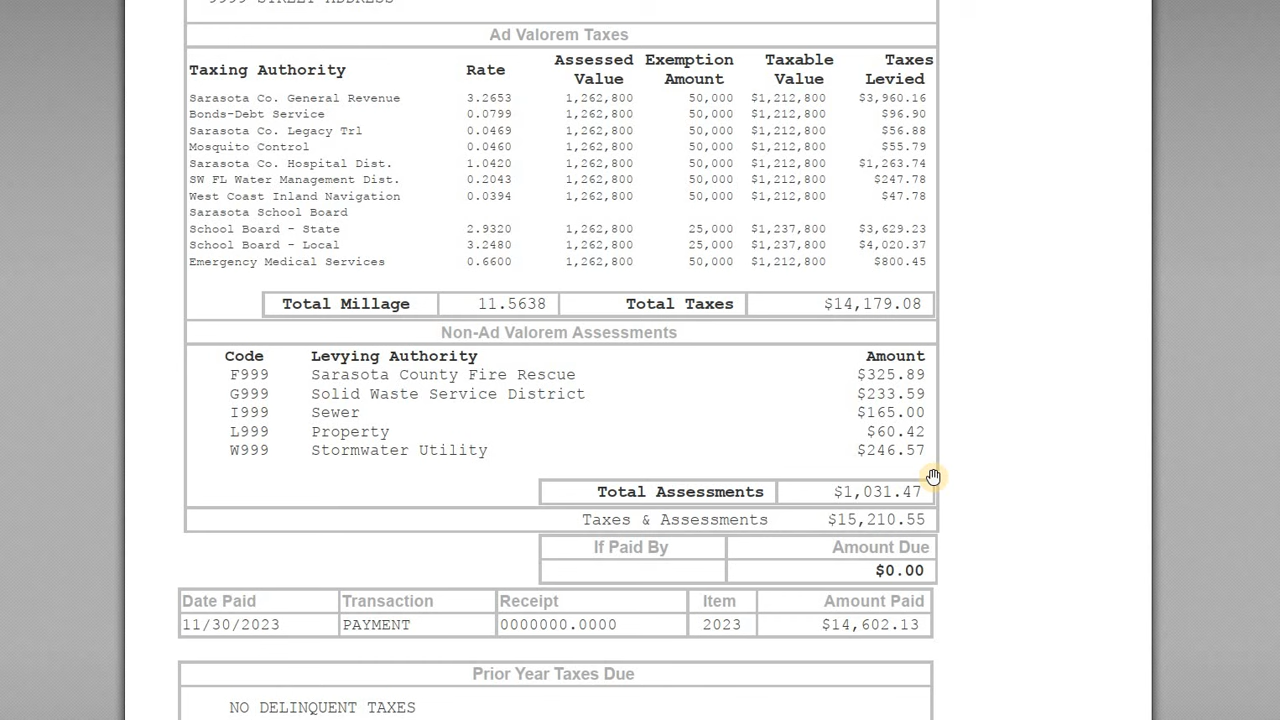 9999 STREET ADDRESS
Ad Valorem Taxes
Taxing Authority Rate Assessed Value Exemption Amount Taxable Value Taxes Levied
Sarasota Co. General Revenue 3.2653 1,262,800 50,000 $1,212,800 $3,960.16
Bonds-Debt Service 0.0799 1,262,800 50,000 $1,212,800 $96.90
Sarasota Co. Legacy Trl 0.0469 1,262,800 50,000 $1,212,800 $56.88
Mosquito Control 0.0460 1,262,800 50,000 $1,212,800 $55.79
Sarasota Co. Hospital Dist. 1.0420 1,262,800 50,000 $1,212,800 $1,263.74
SW FL Water Management Dist. 0.2043 1,262,800 50,000 $1,212,800 $247.78
West Coast Inland Navigation 0.0394 1,262,800 50,000 $1,212,800 $47.78
Sarasota School Board
School Board - State 2.9320 1,262,800 25,000 $1,237,800 $3,629.23
School Board - Local 3.2480 1,262,800 25,000 $1,237,800 $4,020.37
Emergency Medical Services 0.6600 1,262,800 50,000 $1,212,800 $800.45
Total Millage 11.5638 Total Taxes $14,179.08
Non-Ad Valorem Assessments
Code Levying Authority Amount
F999 Sarasota County Fire Rescue $325.89
G999 Solid Waste Service District $233.59
I999 Sewer $165.00
L999 Property $60.42
W999 Stormwater Utility $246.57
Total Assessments $1,031.47
Taxes & Assessments $15,210.55
If Paid By Amount Due
$0.00
Date Paid Transaction Receipt Item Amount Paid
11/30/2023 PAYMENT 0000000.0000 2023 $14,602.13
Prior Year Taxes Due
NO DELINQUENT TAXES